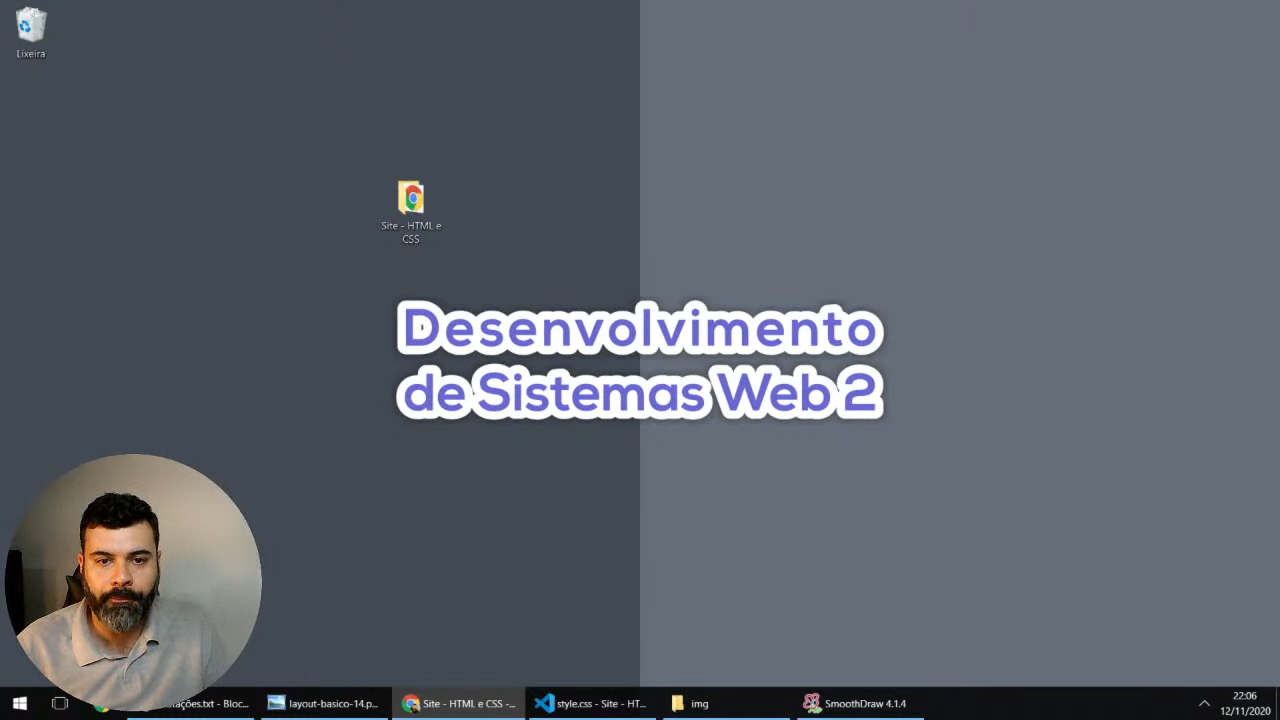 Lixeira
Site - HTML e
CSS
Desenvolvimento
de Sistemas Web 2
tações.txt - Bloc...
layout-basico-14.p...
Site - HTML e CSS -...
style.css - Site - HT...
img
SmoothDraw 4.1.4
22:06
12/11/2020